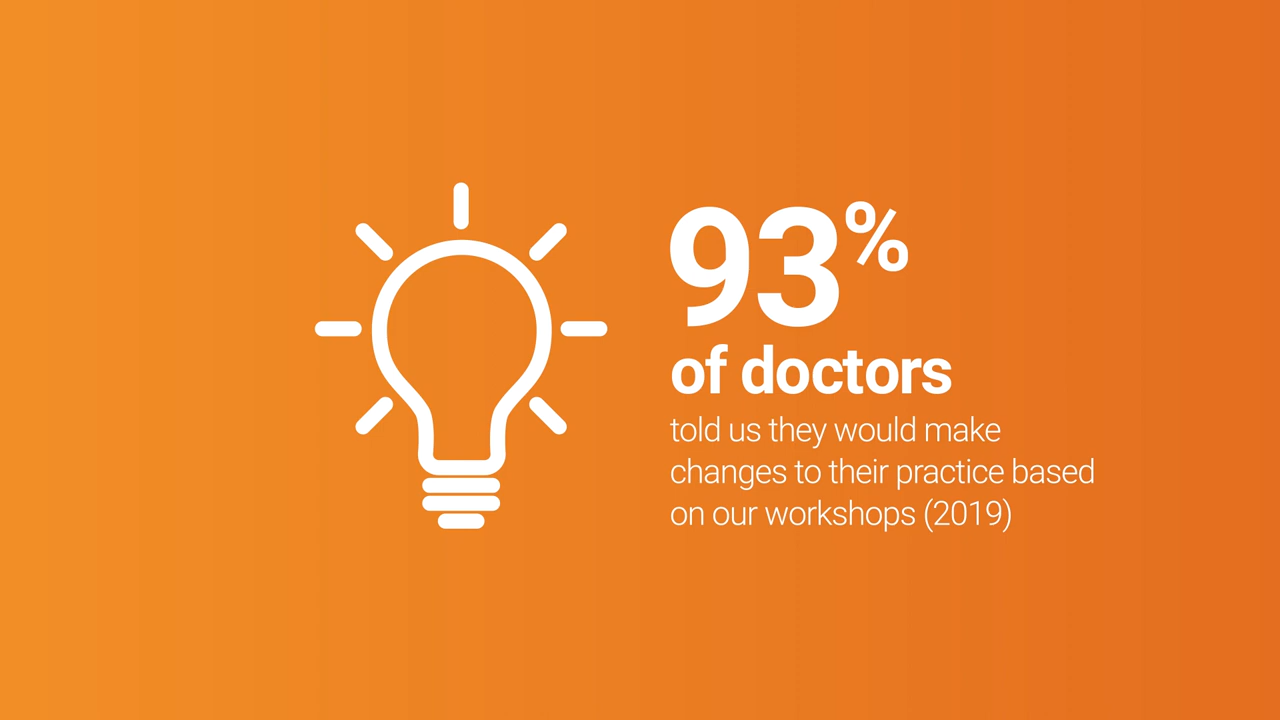 93%
of doctors
told us they would make
changes to their practice based
on our workshops (2019)